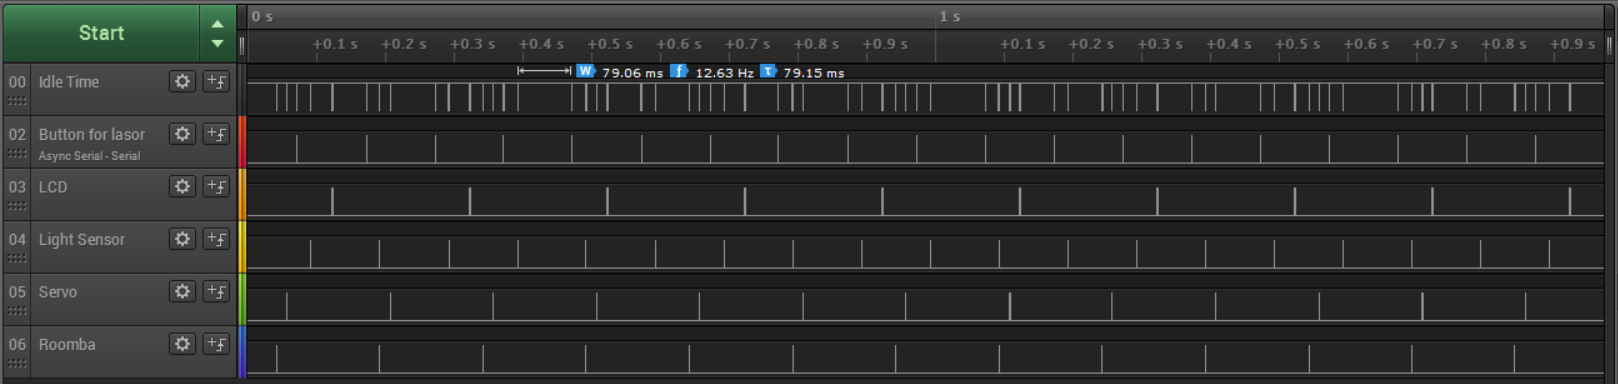 Start
0 s
1 s
+0.1 s +0.2 s +0.3 s +0.4 s +0.5 s +0.6 s +0.7 s +0.8 s +0.9 s +0.1 s +0.2 s +0.3 s +0.4 s +0.5 s +0.6 s +0.7 s +0.8 s +0.9 s
00 Idle Time
W 79.06 ms f 12.63 Hz T 79.15 ms
02 Button for lasor
Async Serial - Serial
03 LCD
04 Light Sensor
05 Servo
06 Roomba